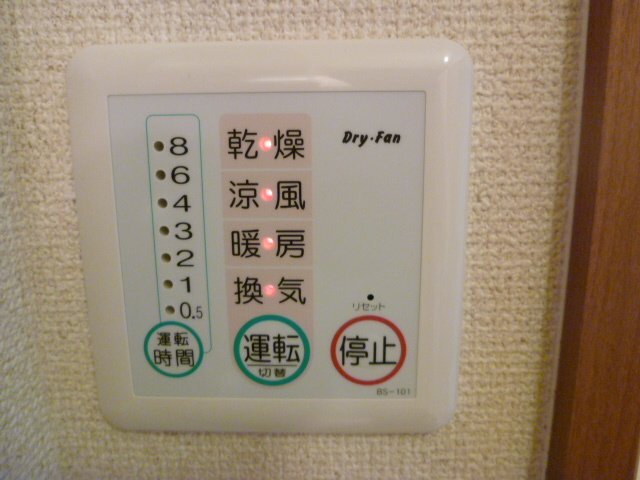 Dry・Fan
8
6
4
3
2
1
0.5
乾・燥
涼・風
暖・房
換・気
リセット
運転
時間
運転
切替
停止
BS-101